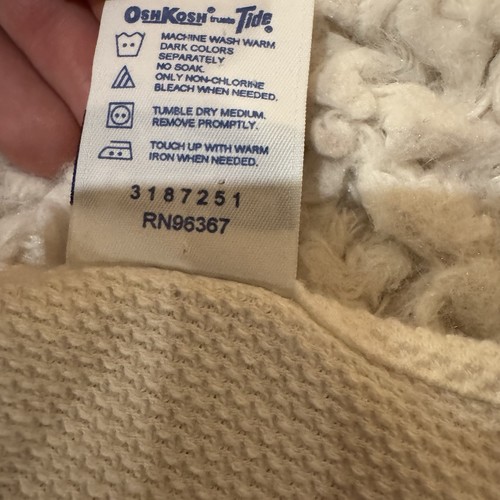 OshKosh trusts Tide®
MACHINE WASH WARM
DARK COLORS
SEPARATELY
NO SOAK.
ONLY NON-CHLORINE
BLEACH WHEN NEEDED.
TUMBLE DRY MEDIUM.
REMOVE PROMPTLY.
TOUCH UP WITH WARM
IRON WHEN NEEDED.
3187251
RN96367